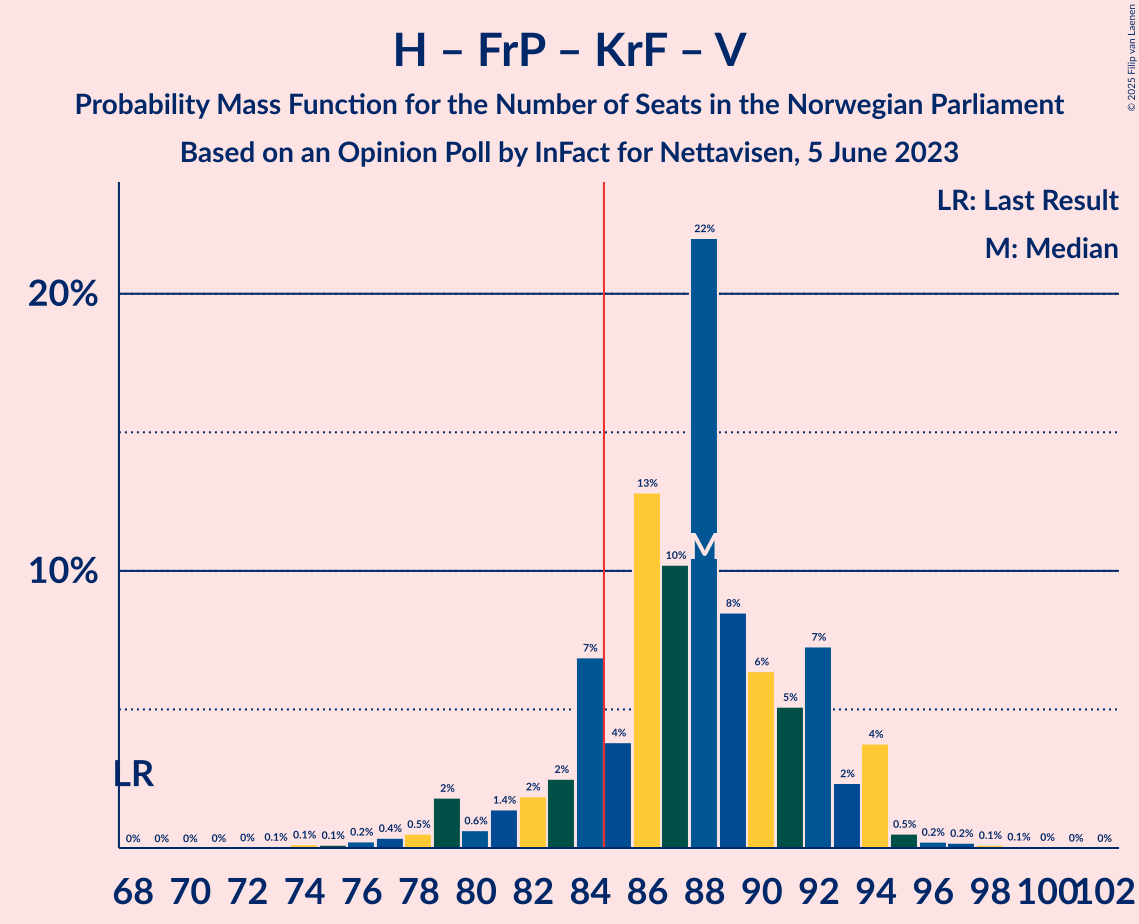 H – FrP – KrF – V
Probability Mass Function for the Number of Seats in the Norwegian Parliament
Based on an Opinion Poll by InFact for Nettavisen, 5 June 2023
© 2025 Filip van Laenen
LR: Last Result
M: Median
20%
10%
LR
M
0% 0% 0% 0% 0% 0.1% 0.1% 0.1% 0.2% 0.4% 0.5% 2% 0.6% 1.4% 2% 2% 7% 4% 13% 10% 22% 8% 6% 5% 7% 2% 4% 0.5% 0.2% 0.2% 0.1% 0.1% 0% 0% 0%
68 70 72 74 76 78 80 82 84 86 88 90 92 94 96 98 100 102